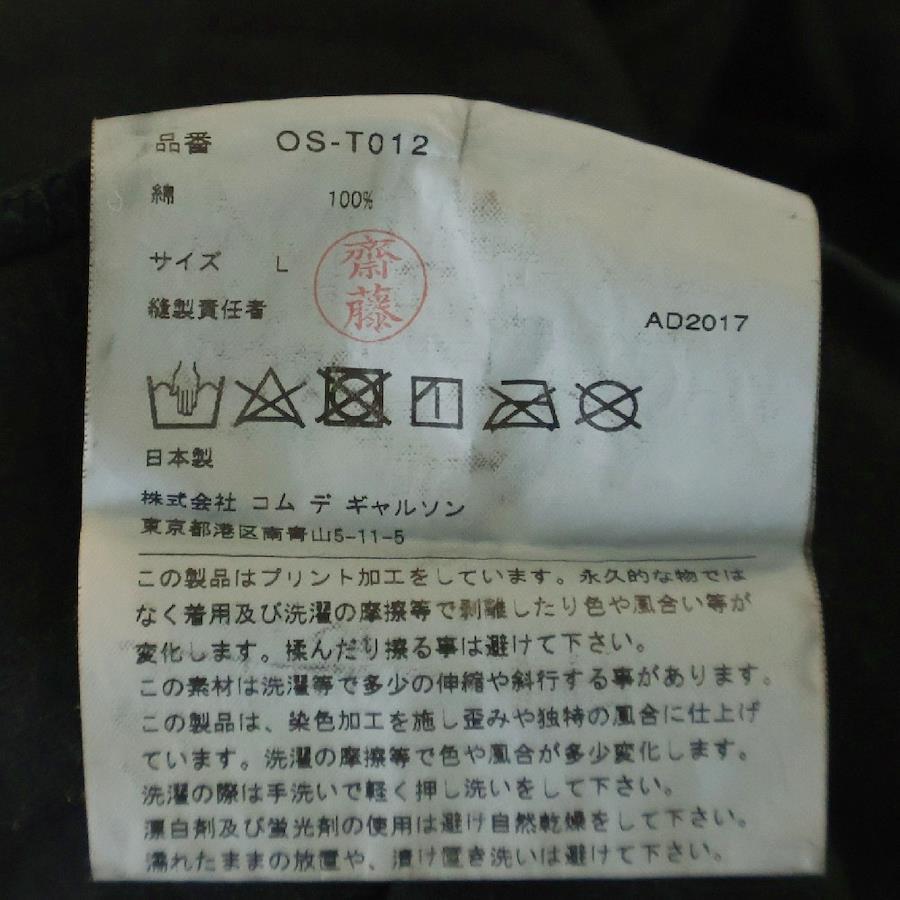 品番 OS-T012
綿 100%
サイズ L
齋藤
縫製責任者
AD2017
日本製
株式会社 コム デ ギャルソン
東京都港区南青山5-11-5
この製品はプリント加工をしています。永久的な物では
なく着用及び洗濯の摩擦等で剥離したり色や風合い等が
変化します。揉んだり擦る事は避けて下さい。
この素材は洗濯等で多少の伸縮や斜行する事があります。
この製品は、染色加工を施し歪みや独特の風合に仕上げ
ています。洗濯の摩擦等で色や風合が多少変化します。
洗濯の際は手洗いで軽く押し洗いをして下さい。
漂白剤及び蛍光剤の使用は避け自然乾燥をして下さい。
濡れたままの放置や、漬け置き洗いは避けて下さい。